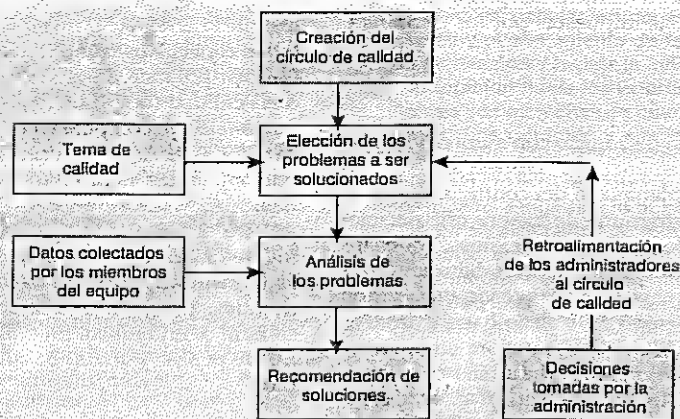 Creación del
círculo de calidad
Tema de
calidad
Elección de los
problemas a ser
solucionados
Datos colectados
por los miembros
del equipo
Análisis de
los problemas
Retroalimentación
de los administradores
al círculo
de calidad
Recomendación de
soluciones
Decisiones
tomadas por la
administración